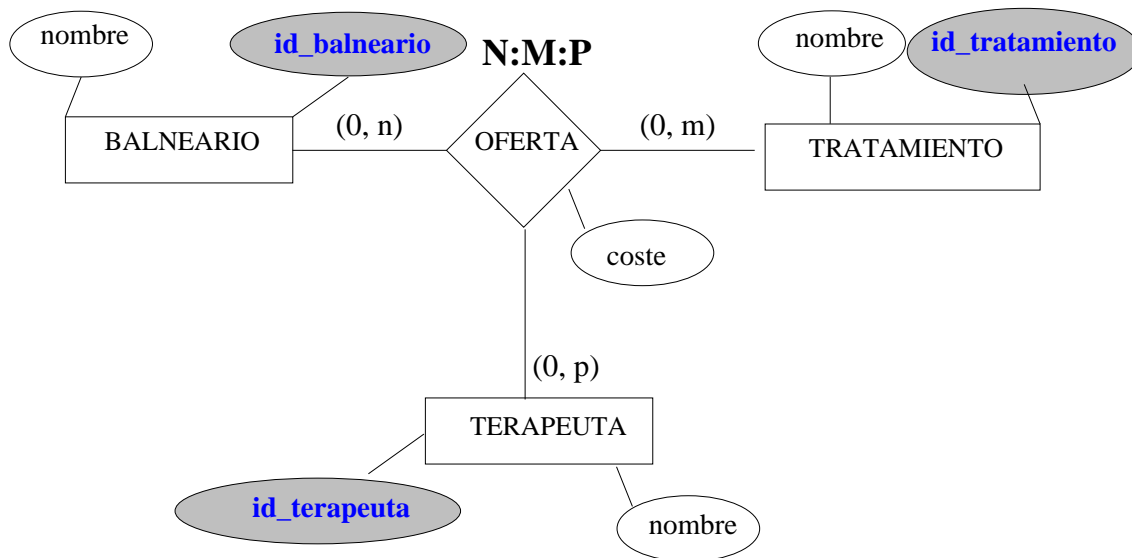 nombre
id_balneario
N:M:P
nombre
id_tratamiento
BALNEARIO
(0, n)
OFERTA
(0, m)
TRATAMIENTO
coste
(0, p)
TERAPEUTA
id_terapeuta
nombre